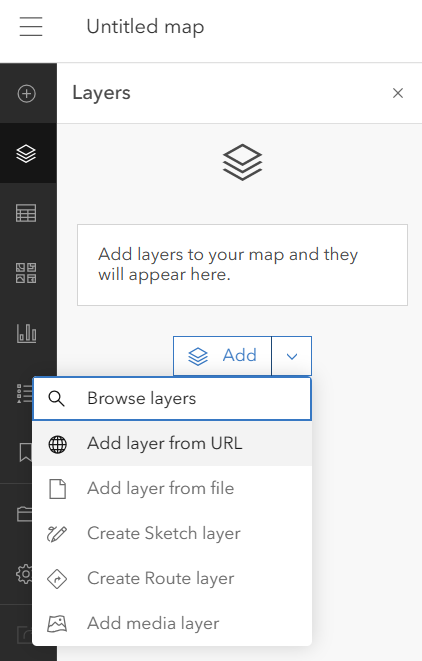 Untitled map
Layers
Add layers to your map and they
will appear here.
Add
Browse layers
Add layer from URL
Add layer from file
Create Sketch layer
Create Route layer
Add media layer